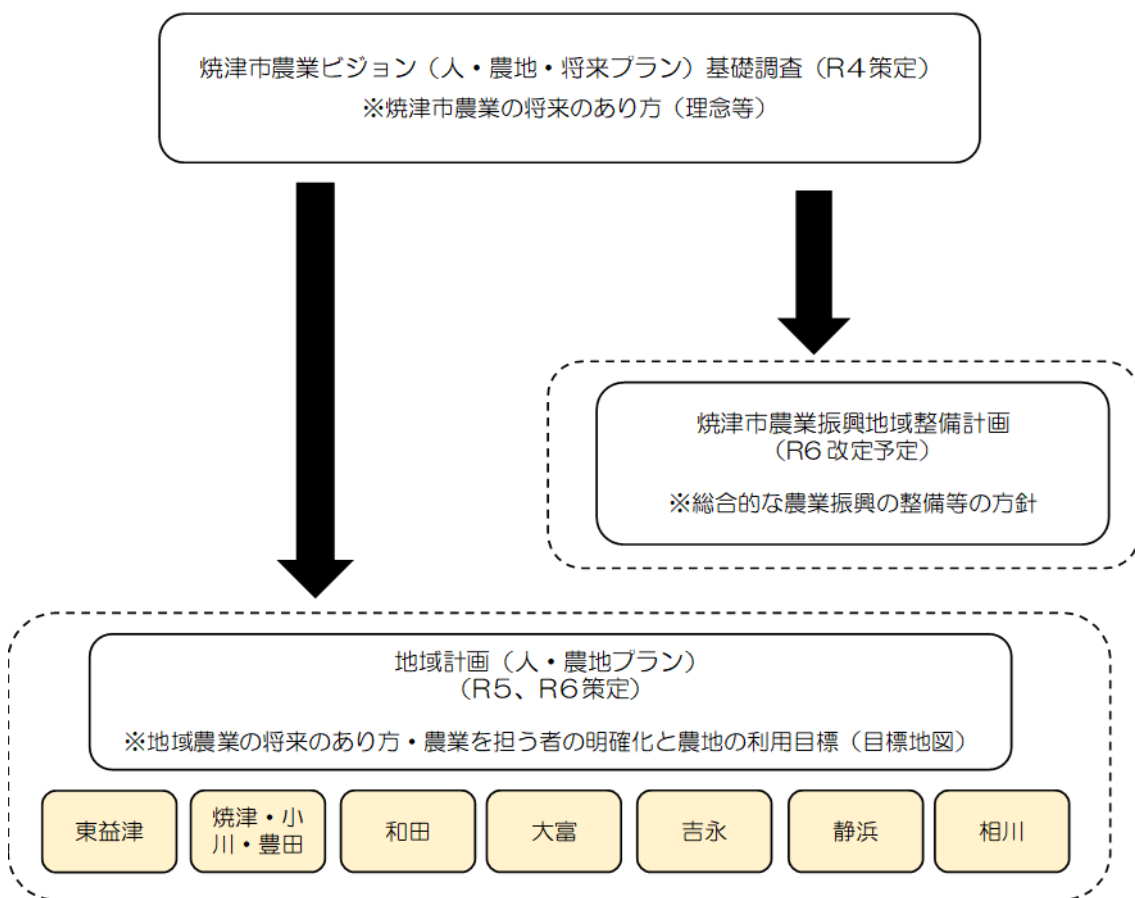 焼津市農業ビジョン（人・農地・将来プラン）基礎調査（R4策定）
※焼津市農業の将来のあり方（理念等）
焼津市農業振興地域整備計画
（R6改定予定）
※総合的な農業振興の整備等の方針
地域計画（人・農地プラン）
（R5、R6策定）
※地域農業の将来のあり方・農業を担う者の明確化と農地の利用目標（目標地図）
東益津
焼津・小
川・豊田
和田
大富
吉永
静浜
相川